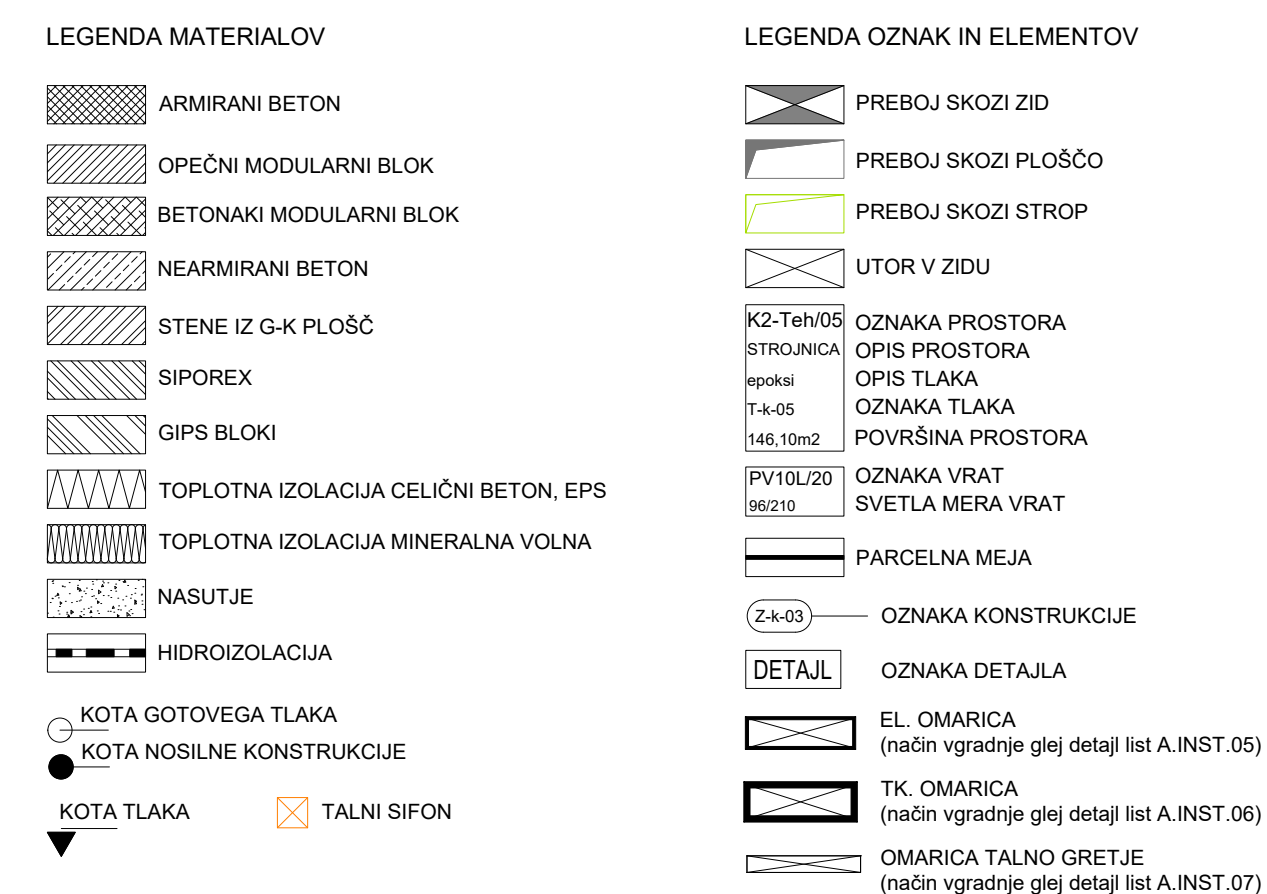 LEGENDA MATERIALOV
ARMIRANI BETON
OPEČNI MODULARNI BLOK
BETONAKI MODULARNI BLOK
NEARMIRANI BETON
STENE IZ G-K PLOŠČ
SIPOREX
GIPS BLOKI
TOPLOTNA IZOLACIJA CELIČNI BETON, EPS
TOPLOTNA IZOLACIJA MINERALNA VOLNA
NASUTJE
HIDROIZOLACIJA
KOTA GOTOVEGA TLAKA
KOTA NOSILNE KONSTRUKCIJE
KOTA TLAKA
TALNI SIFON
LEGENDA OZNAK IN ELEMENTOV
PREBOJ SKOZI ZID
PREBOJ SKOZI PLOŠČO
PREBOJ SKOZI STROP
UTOR V ZIDU
K2-Teh/05 OZNAKA PROSTORA
STROJNICA OPIS PROSTORA
epoksi OPIS TLAKA
T-k-05 OZNAKA TLAKA
146,10m2 POVRŠINA PROSTORA
PV10L/20 OZNAKA VRAT
96/210 SVETLA MERA VRAT
PARCELNA MEJA
Z-k-03 OZNAKA KONSTRUKCIJE
DETAJL OZNAKA DETAJLA
EL. OMARICA
(način vgradnje glej detajl list A.INST.05)
TK. OMARICA
(način vgradnje glej detajl list A.INST.06)
OMARICA TALNO GRETJE
(način vgradnje glej detajl list A.INST.07)